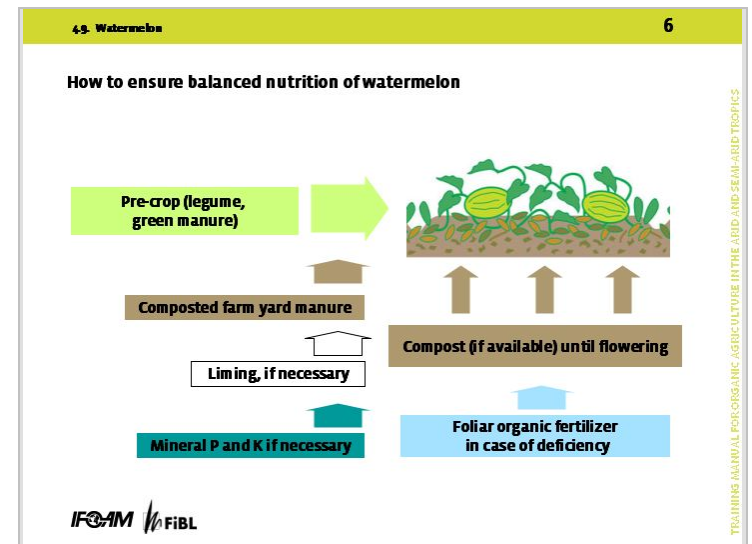 4.9. Watermelon
6
How to ensure balanced nutrition of watermelon
Pre-crop (legume,
green manure)
Composted farm yard manure
Liming, if necessary
Mineral P and K if necessary
Compost (if available) until flowering
Foliar organic fertilizer
in case of deficiency
TRAINING MANUAL FOR ORGANIC AGRICULTURE IN THE ARID AND SEMI-ARID TROPICS
IFOAM FiBL